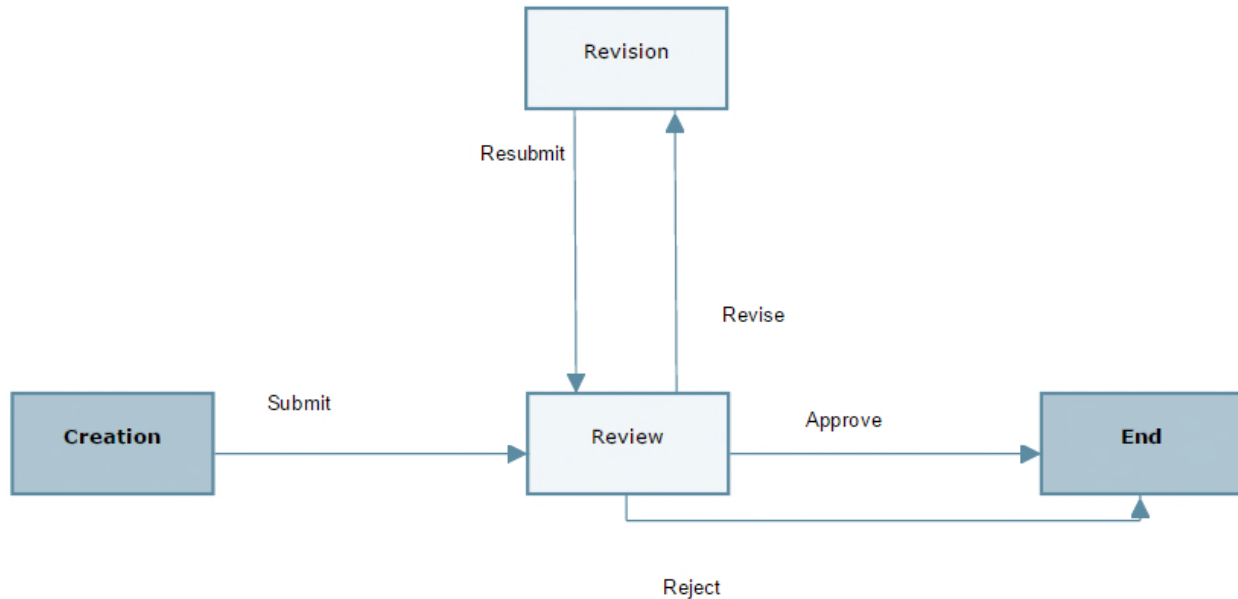 Revision
Resubmit
Revise
Submit
Creation
Review
Approve
End
Reject